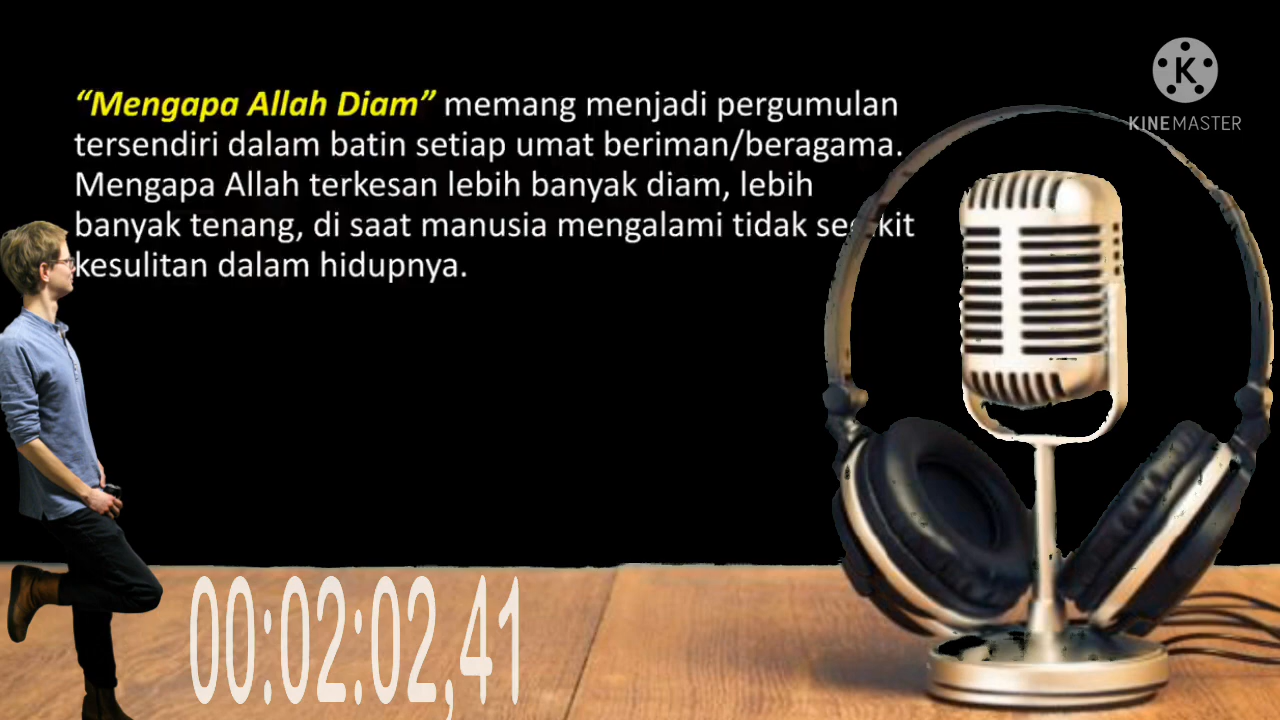 “Mengapa Allah Diam” memang menjadi pergumulan
tersendiri dalam batin setiap umat beriman/beragama.
Mengapa Allah terkesan lebih banyak diam, lebih
banyak tenang, di saat manusia mengalami tidak
kesulitan dalam hidupnya.
K
KINEMASTER
00:02:02,41